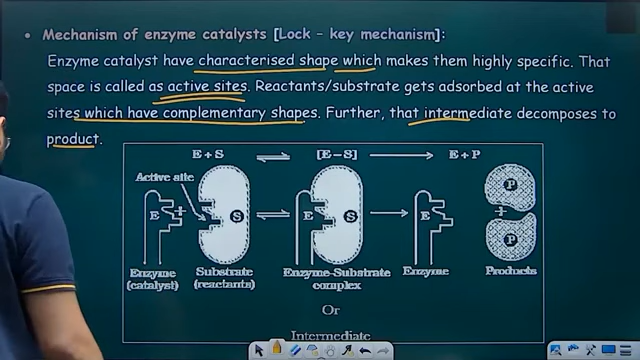 • Mechanism of enzyme catalysts [Lock - key mechanism]:
Enzyme catalyst have characterised shape which makes them highly specific. That
space is called as active sites. Reactants/substrate gets adsorbed at the active
sites which have complementary shapes. Further, that intermediate decomposes to
product.
E + S ⇌ [E – S] → E + P
Active site
E + S ⇌ E S → E P + P
Enzyme (catalyst) Substrate (reactants) Enzyme-Substrate complex Enzyme Products
Or
Intermediate